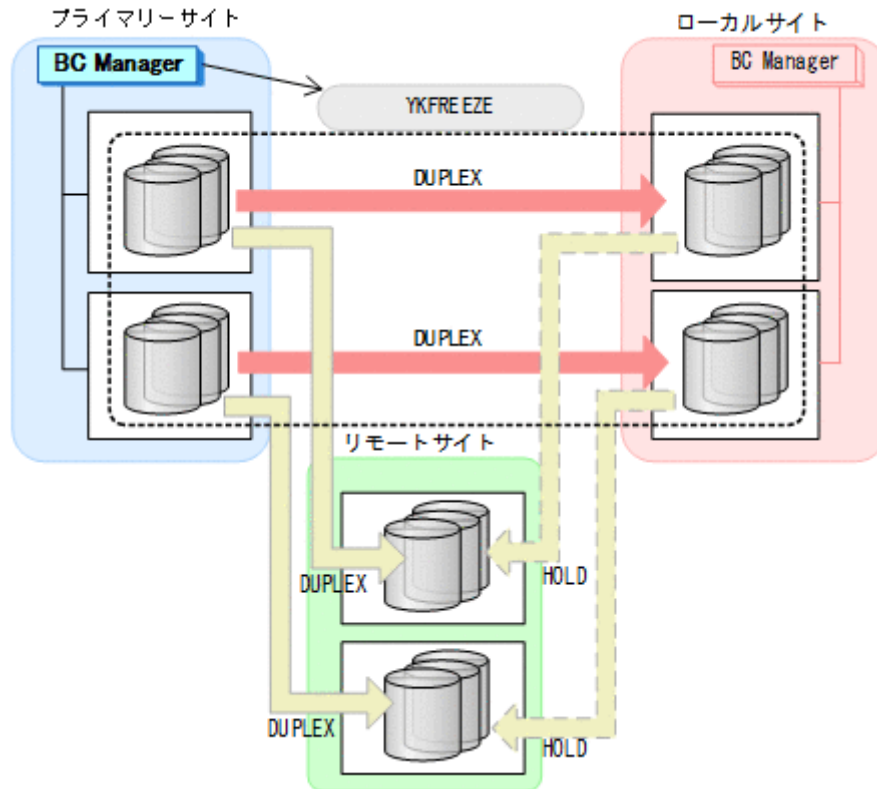 プライマリーサイト
ローカルサイト
BC Manager
BC Manager
YKFREEZE
DUPLEX
DUPLEX
リモートサイト
DUPLEX
HOLD
DUPLEX
HOLD